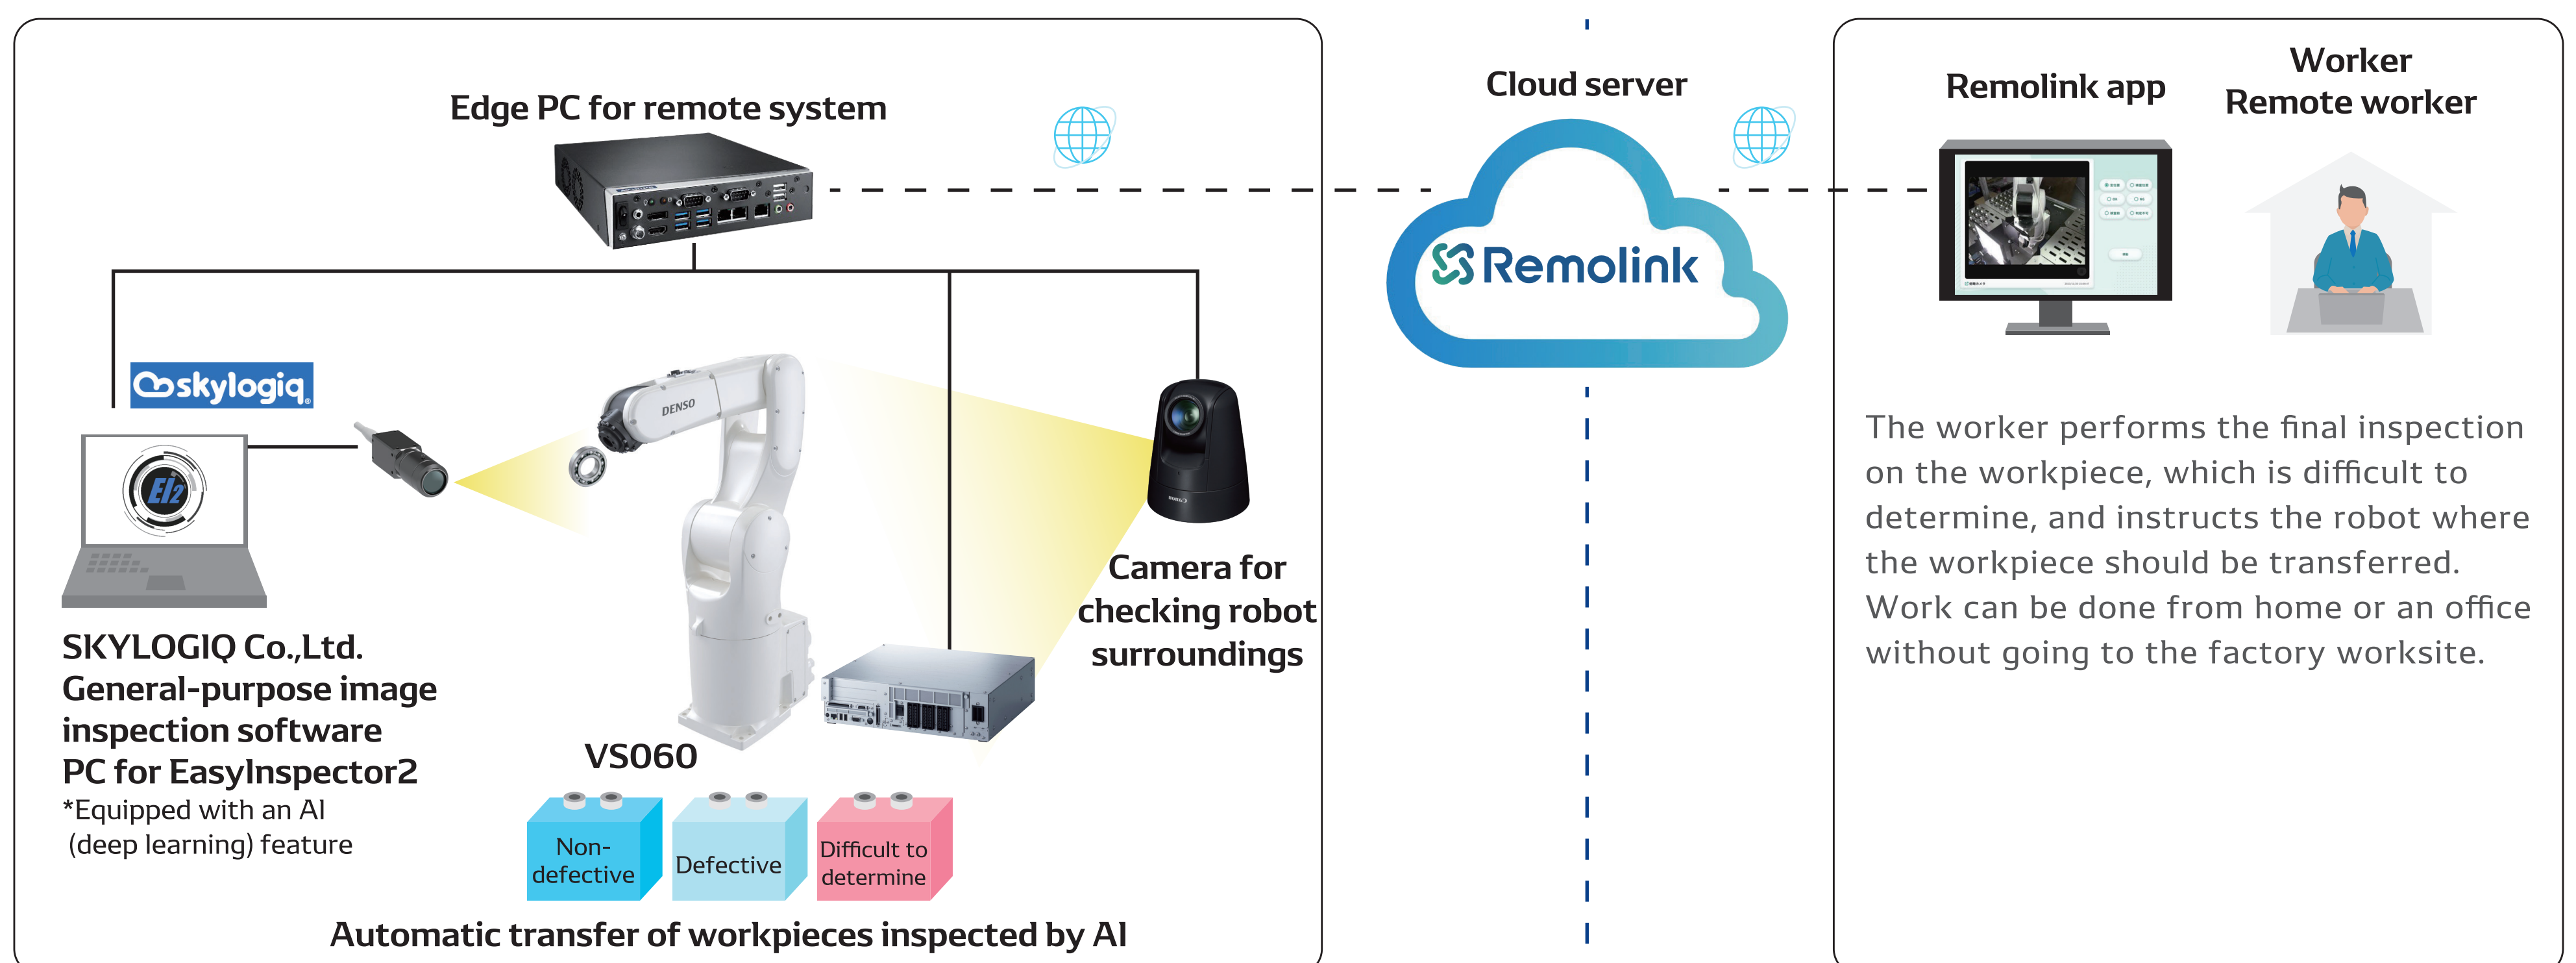 Edge PC for remote system
skylogiq
Ei2
DENSO
Camera for
checking robot
surroundings
SKYLOGIQ Co.,Ltd.
General-purpose image
inspection software
PC for EasyInspector2
*Equipped with an AI
(deep learning) feature
VS060
Non-
defective
Defective
Difficult to
determine
Automatic transfer of workpieces inspected by AI
Cloud server
Remolink
Remolink app
Worker
Remote worker
The worker performs the final inspection
on the workpiece, which is difficult to
determine, and instructs the robot where
the workpiece should be transferred.
Work can be done from home or an office
without going to the factory worksite.